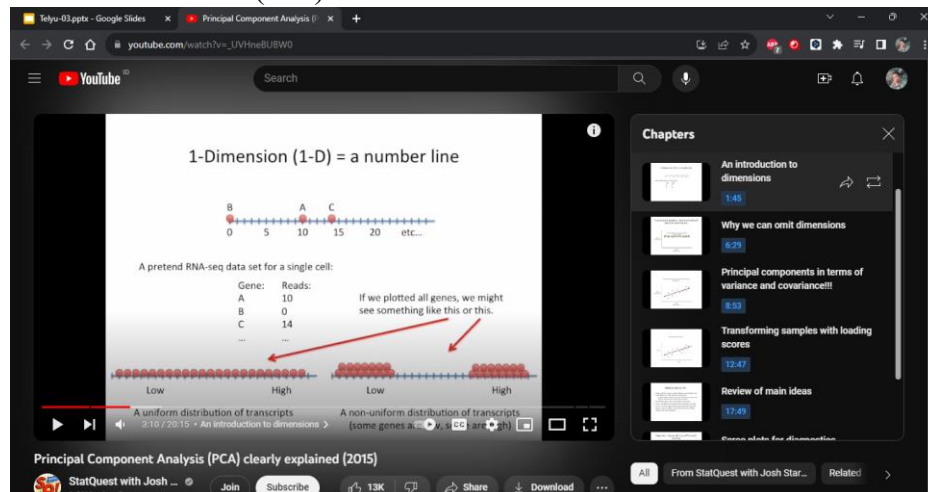 Telyu-03.pptx - Google Slides
Principal Component Analysis (P
youtube.com/watch?v=_UVHneBUBW0
YouTube ID
Search
1-Dimension (1-D) = a number line
B A C
0 5 10 15 20 etc...
A pretend RNA-seq data set for a single cell:
Gene: Reads:
A 10
B 0
C 14
... ...
If we plotted all genes, we might
see something like this or this.
Low High
Low High
A uniform distribution of transcripts
A non-uniform distribution of transcripts
2:10 / 20:15 • An introduction to dimensions
Chapters
An introduction to
dimensions
1:45
Why we can omit dimensions
6:29
Principal components in terms of
variance and covariance!!!
8:53
Transforming samples with loading
scores
12:47
Review of main ideas
17:49
Principal Component Analysis (PCA) clearly explained (2015)
StatQuest with Josh ...
Join
Subscribe
13K
Share
Download
...
All
From StatQuest with Josh Star...
Related